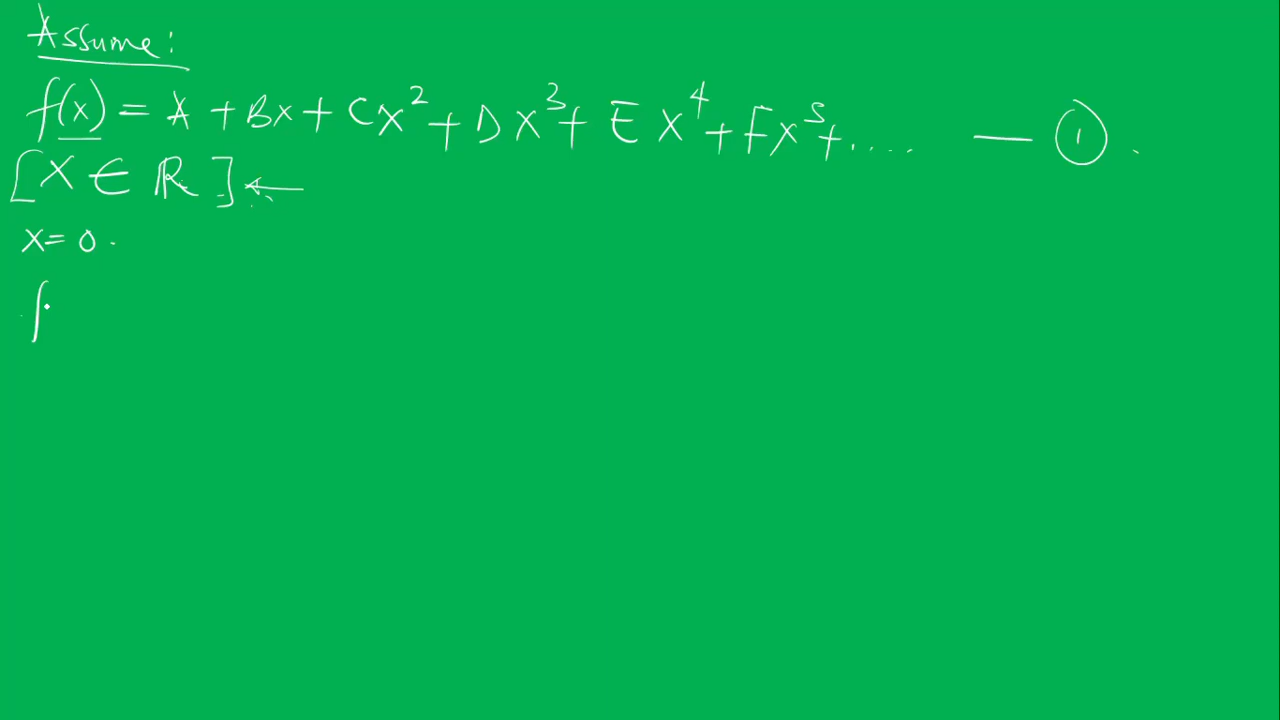 Assume:
f(x) = A + Bx + Cx² + Dx³ + Ex⁴ + Fx⁵ + ..... — ①.
[x ∈ ℝ] ←
x = 0.
f